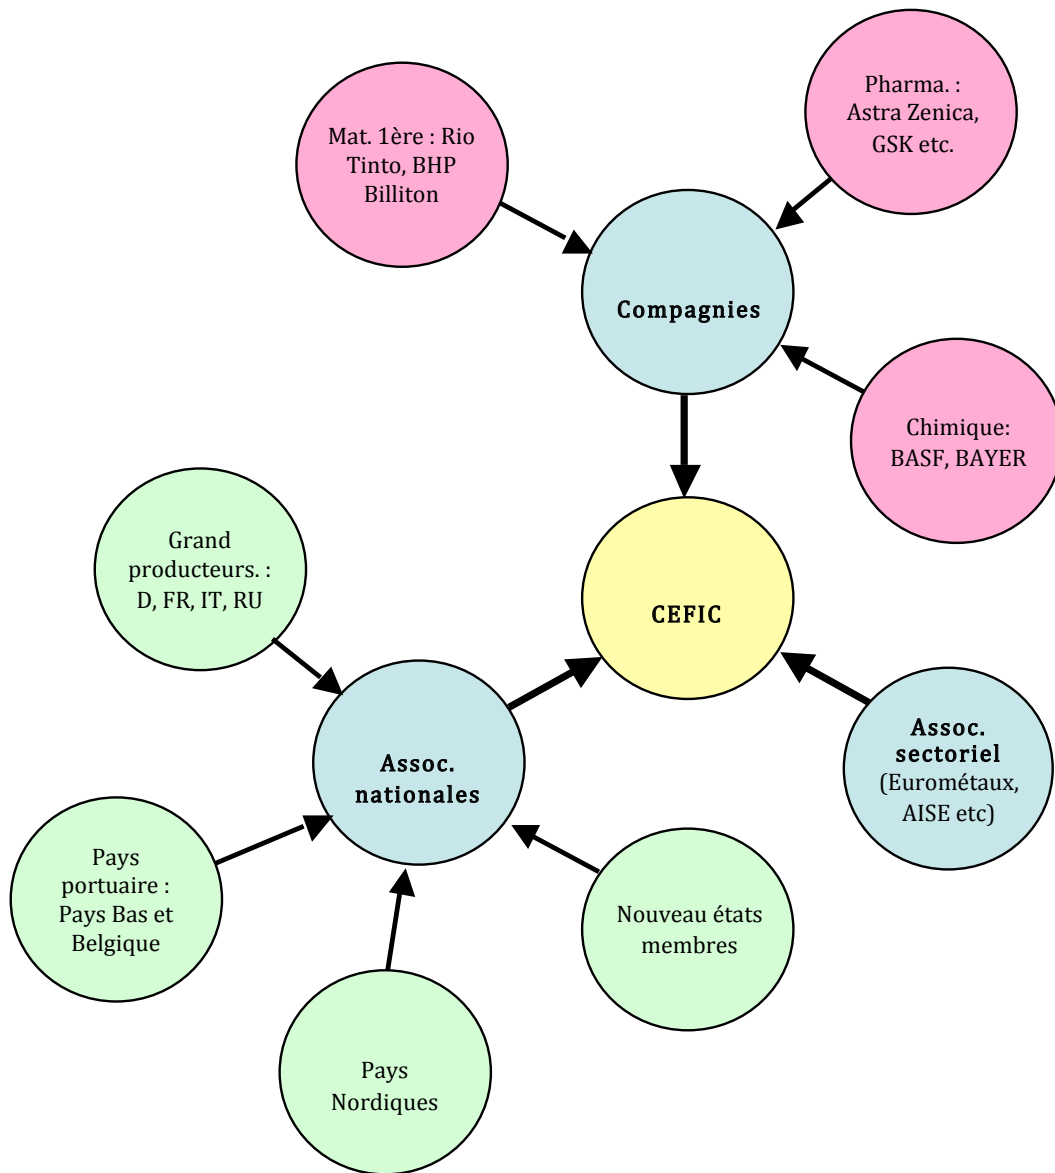 Pharma. :
Astra Zenica,
GSK etc.
Mat. 1ère : Rio
Tinto, BHP
Billiton
Compagnies
Chimique:
BASF, BAYER
Grand
producteurs. :
D, FR, IT, RU
CEFIC
Assoc.
nationales
Assoc.
sectoriel
(Eurométaux,
AISE etc)
Pays
portuaire :
Pays Bas et
Belgique
Nouveau états
membres
Pays
Nordiques